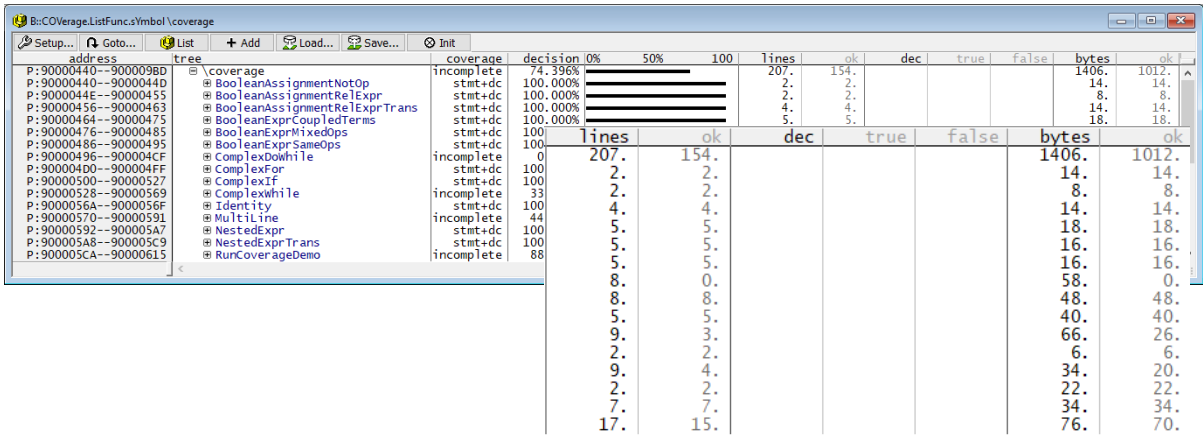 B::COVerage.ListFunc.sYmbol \coverage
Setup... Goto... List + Add Load... Save... Init
address tree coverage decision 0% 50% 100 lines ok dec true false bytes ok
P:90000440--900009BD \coverage incomplete 74.396% 207. 154. 1406. 1012.
P:90000440--9000044D BooleanAssignmentNotOp stmt+dc 100.000% 2. 2. 14. 14.
P:9000044E--90000455 BooleanAssignmentRelExpr stmt+dc 100.000% 2. 2. 8. 8.
P:90000456--90000463 BooleanAssignmentRelExprTrans stmt+dc 100.000% 4. 4. 14. 14.
P:90000464--90000475 BooleanExprCoupledTerms stmt+dc 100.000% 5. 5. 18. 18.
P:90000476--90000485 BooleanExprMixedOps stmt+dc 100
P:90000486--90000495 BooleanExprSameOps stmt+dc 100
P:90000496--900004CF ComplexDoWhile incomplete 0
P:900004D0--900004FF ComplexFor stmt+dc 100
P:90000500--90000527 ComplexIf stmt+dc 100
P:90000528--90000569 ComplexWhile incomplete 33
P:9000056A--9000056F Identity stmt+dc 100
P:90000570--90000591 MultiLine incomplete 44
P:90000592--900005A7 NestedExpr stmt+dc 100
P:900005A8--900005C9 NestedExprTrans stmt+dc 100
P:900005CA--90000615 RunCoverageDemo incomplete 88
lines ok dec true false bytes ok
207. 154. 1406. 1012.
2. 2. 14. 14.
2. 2. 8. 8.
4. 4. 14. 14.
5. 5. 18. 18.
5. 5. 16. 16.
5. 5. 16. 16.
8. 0. 58. 0.
8. 8. 48. 48.
5. 5. 40. 40.
9. 3. 66. 26.
2. 2. 6. 6.
9. 4. 34. 20.
2. 2. 22. 22.
7. 7. 34. 34.
17. 15. 76. 70.